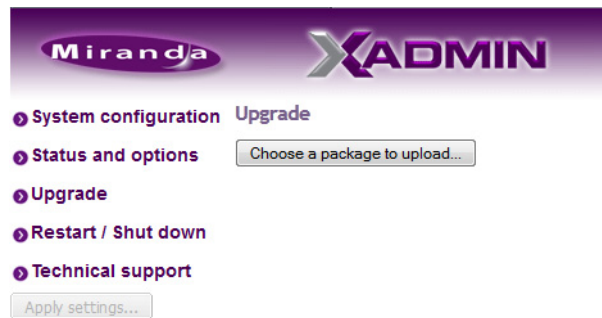 Miranda
XADMIN
System configuration
Status and options
Upgrade
Restart / Shut down
Technical support
Apply settings...
Upgrade
Choose a package to upload...